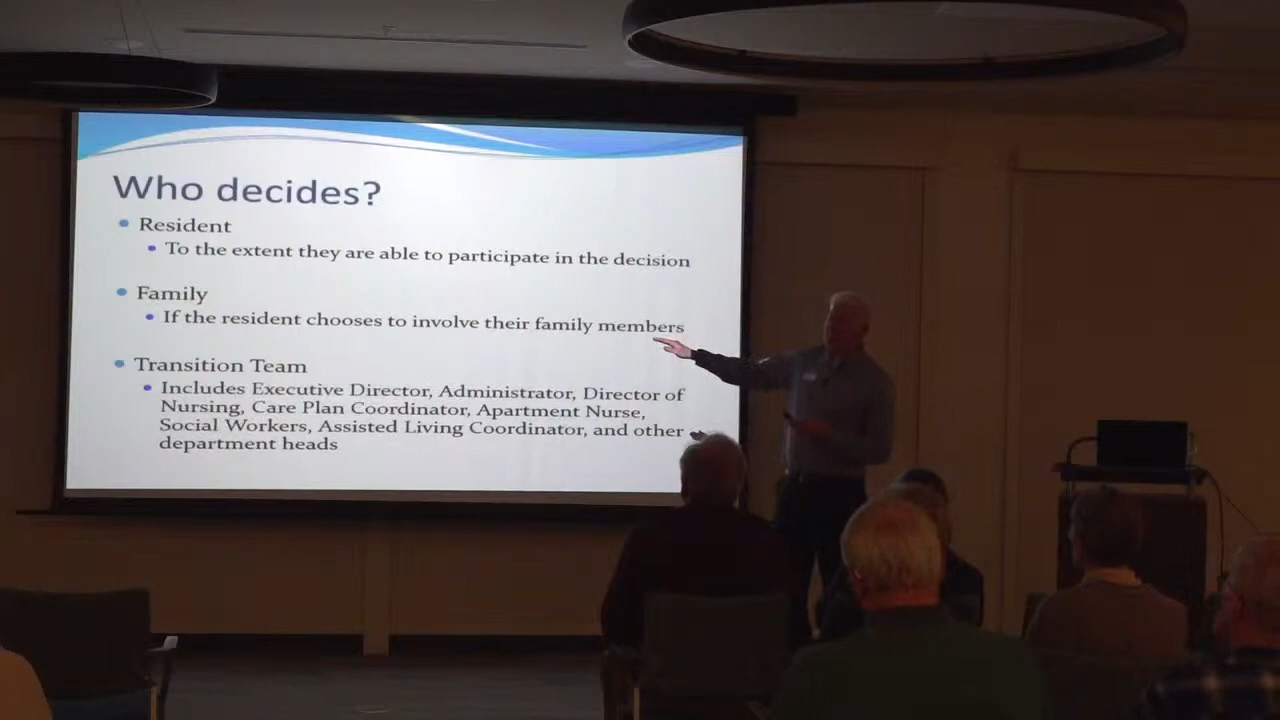 Who decides?
Resident
To the extent they are able to participate in the decision
Family
If the resident chooses to involve their family members
Transition Team
Includes Executive Director, Administrator, Director of
Nursing, Care Plan Coordinator, Apartment Nurse,
Social Workers, Assisted Living Coordinator, and other
department heads